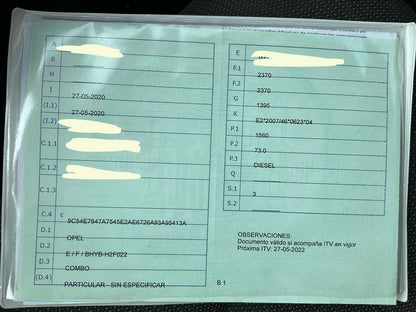 A
B
H
I
27-05-2020
(I.1)
27-05-2020
(I.2)
C.1.1
C.1.2
C.1.3
C.4 c
9C54E7647A7545E2AE6726A93A95413A
D.1
OPEL
D.2
E / F / BHYB-H2F022
D.3
COMBO
(D.4)
PARTICULAR - SIN ESPECIFICAR
E
F.1
2370
F.2
2370
G
1395
K
E2*2007/46*0623*04
P.1
1560
P.2
73.0
P.3
DIESEL
Q
S.1
3
S.2
OBSERVACIONES:
Documento válido si acompaña ITV en vigor
Próxima ITV: 27-05-2022
B 1